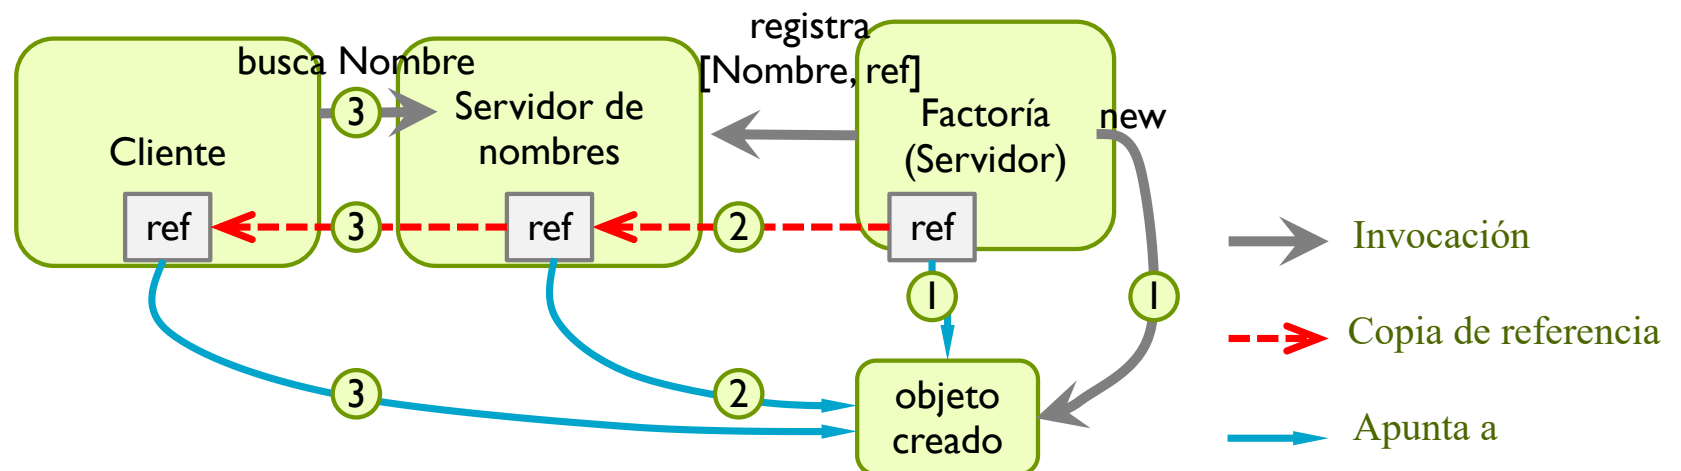 registra
[Nombre, ref]
busca Nombre
3
Servidor de
nombres
Cliente
Factoría
(Servidor)
new
ref
3
ref
2
ref
1
1
3
2
objeto
creado
Invocación
Copia de referencia
Apunta a